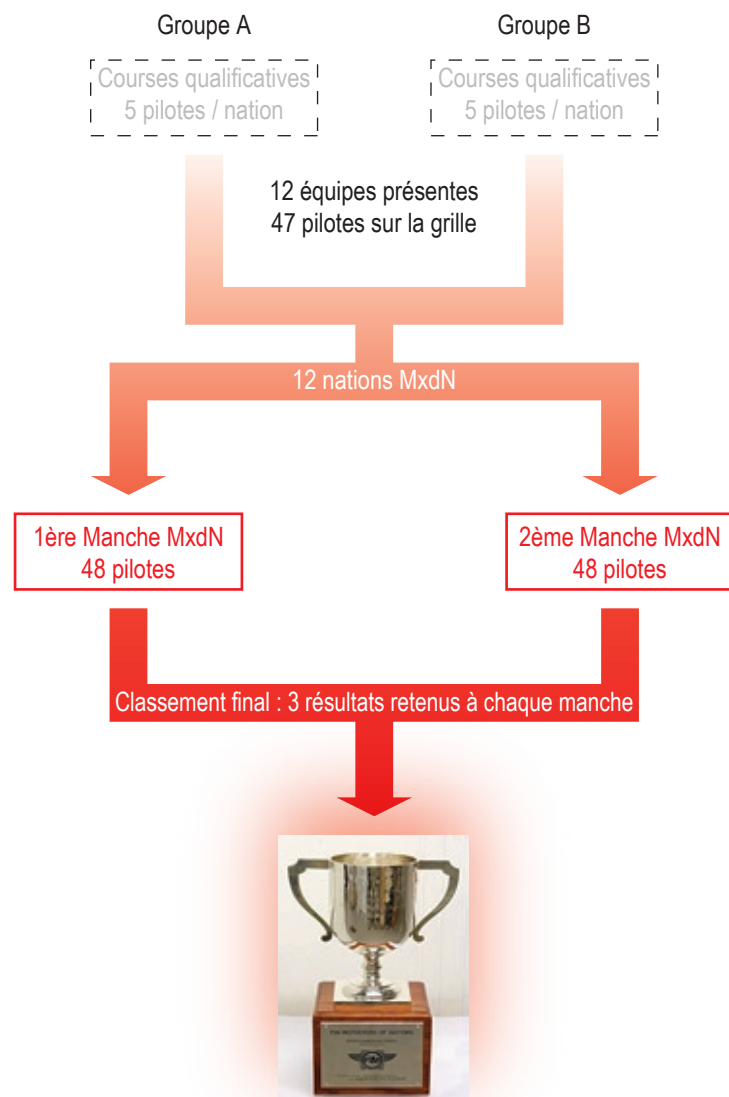 Groupe A
Groupe B
Courses qualificatives
5 pilotes / nation
Courses qualificatives
5 pilotes / nation
12 équipes présentes
47 pilotes sur la grille
12 nations MxdN
1ère Manche MxdN
48 pilotes
2ème Manche MxdN
48 pilotes
Classement final : 3 résultats retenus à chaque manche
OF NATIONS